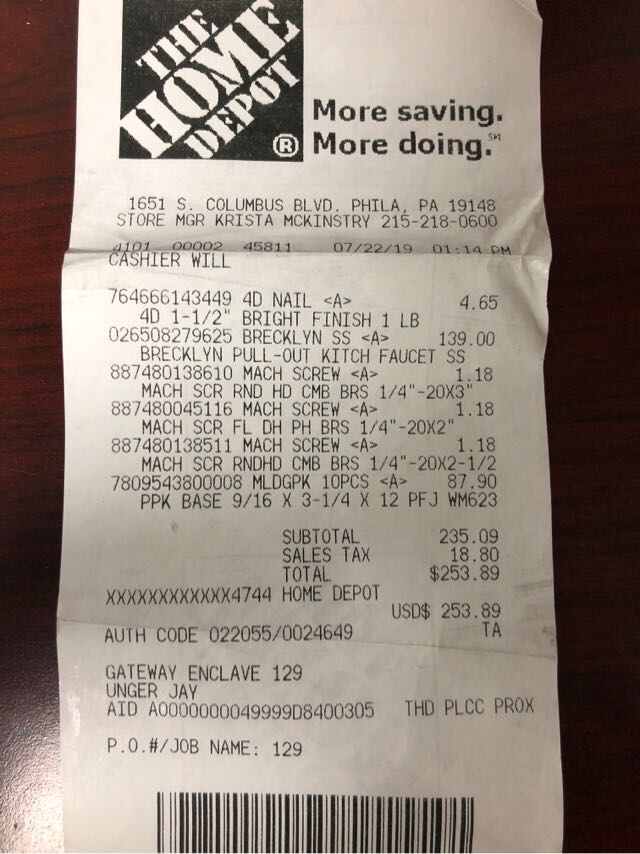 THE
HOME
DEPOT®
More saving.
More doing.℠
1651 S. COLUMBUS BLVD. PHILA, PA 19148
STORE MGR KRISTA MCKINSTRY 215-218-0600
4101 00002 45811 07/22/19 01:14 PM
CASHIER WILL
764666143449 4D NAIL <A> 4.65
4D 1-1/2" BRIGHT FINISH 1 LB
026508279625 BRECKLYN SS <A> 139.00
BRECKLYN PULL-OUT KITCH FAUCET SS
887480138610 MACH SCREW <A> 1.18
MACH SCR RND HD CMB BRS 1/4"-20X3"
887480045116 MACH SCREW <A> 1.18
MACH SCR FL DH PH BRS 1/4"-20X2"
887480138511 MACH SCREW <A> 1.18
MACH SCR RNDHD CMB BRS 1/4"-20X2-1/2
7809543800008 MLDGPK 10PCS <A> 87.90
PPK BASE 9/16 X 3-1/4 X 12 PFJ WM623
SUBTOTAL 235.09
SALES TAX 18.80
TOTAL $253.89
XXXXXXXXXXXX4744 HOME DEPOT
USD$ 253.89
AUTH CODE 022055/0024649 TA
GATEWAY ENCLAVE 129
UNGER JAY
AID A0000000049999D8400305 THD PLCC PROX
P.O.#/JOB NAME: 129